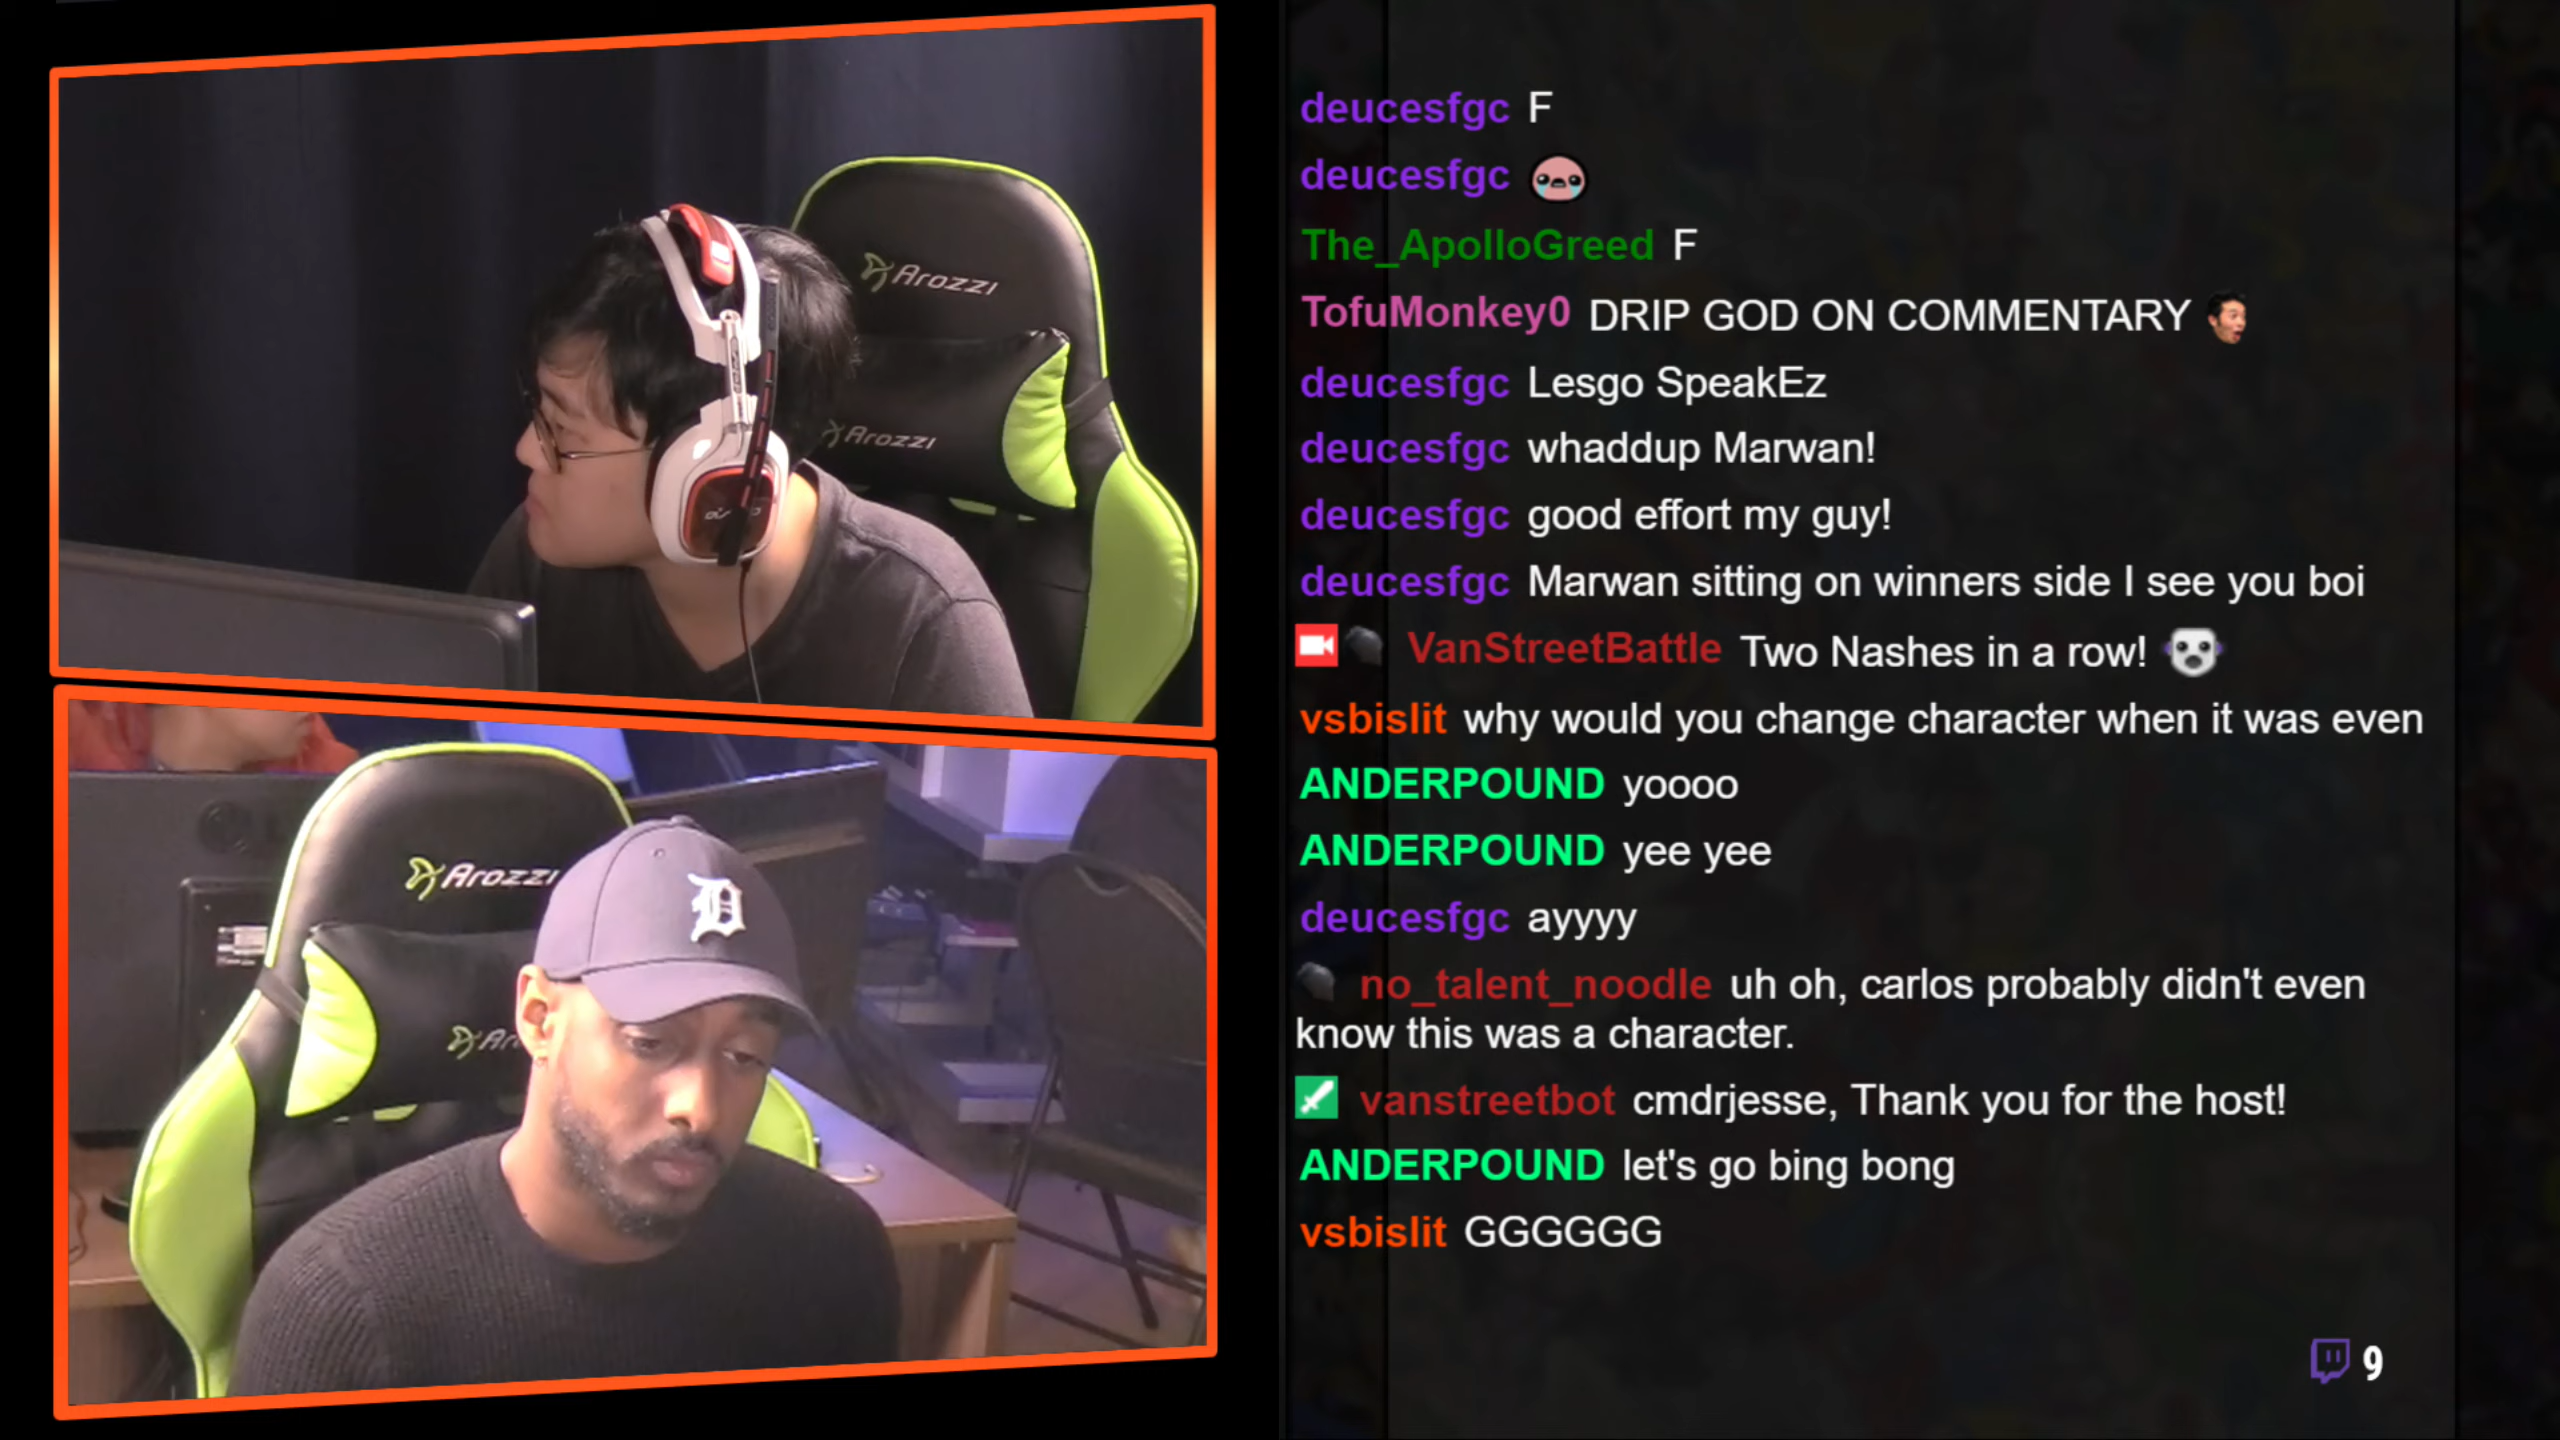 Arozzi
Arozzi
Arozzi
D
deucesfgc F
deucesfgc
The_ApolloGreed F
TofuMonkey0 DRIP GOD ON COMMENTARY
deucesfgc Lesgo SpeakEz
deucesfgc whaddup Marwan!
deucesfgc good effort my guy!
deucesfgc Marwan sitting on winners side I see you boi
VanStreetBattle Two Nashes in a row!
vsbislit why would you change character when it was even
ANDERPOUND yoooo
ANDERPOUND yee yee
deucesfgc ayyyy
no_talent_noodle uh oh, carlos probably didn't even
know this was a character.
vanstreetbot cmdrjesse, Thank you for the host!
ANDERPOUND let's go bing bong
vsbislit GGGGGG
9